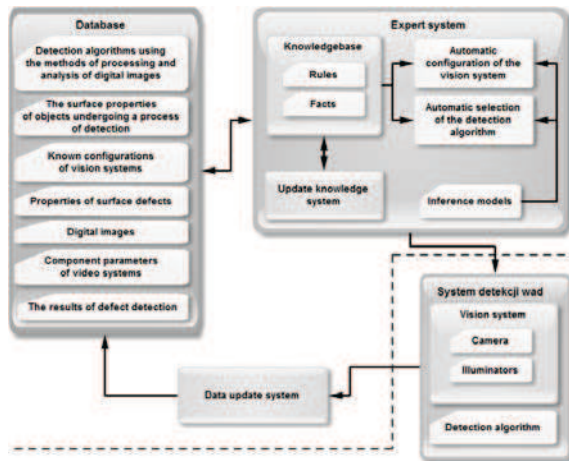 Database
Detection algorithms using
the methods of processing and
analysis of digital images
The surface properties
of objects undergoing a process
of detection
Known configurations
of vision systems
Properties of surface defects
Digital images
Component parameters
of video systems
The results of defect detection
Expert system
Knowledgebase
Rules
Facts
Update knowledge
system
Automatic
configuration of the
vision system
Automatic selection
of the detection
algorithm
Inference models
System detekcji wad
Vision system
Camera
Illuminators
Detection algorithm
Data update system